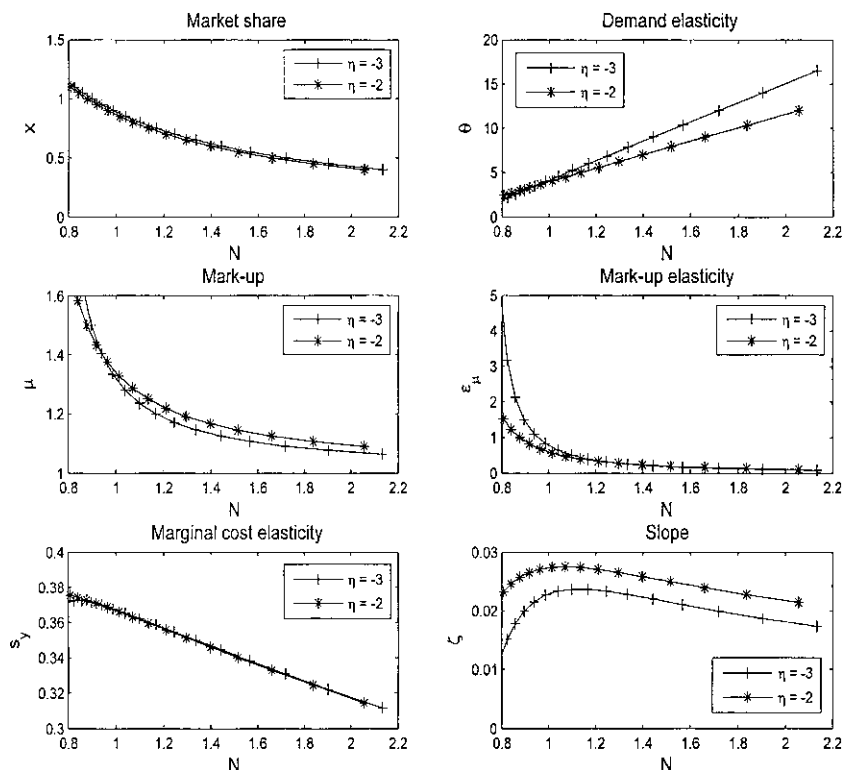 Market share
1.5
1
0.5
0
x
η = -3
η = -2
0.8 1 1.2 1.4 1.6 1.8 2 2.2
N
Demand elasticity
20
15
10
5
0
θ
η = -3
η = -2
0.8 1 1.2 1.4 1.6 1.8 2 2.2
N
Mark-up
1.6
1.4
1.2
1
μ
η = -3
η = -2
0.8 1 1.2 1.4 1.6 1.8 2 2.2
N
Mark-up elasticity
5
4
3
2
1
0
εμ
η = -3
η = -2
0.8 1 1.2 1.4 1.6 1.8 2 2.2
N
Marginal cost elasticity
0.4
0.38
0.36
0.34
0.32
0.3
sy
η = -3
η = -2
0.8 1 1.2 1.4 1.6 1.8 2 2.2
N
Slope
0.03
0.02
0.01
0
ζ
η = -3
η = -2
0.8 1 1.2 1.4 1.6 1.8 2 2.2
N